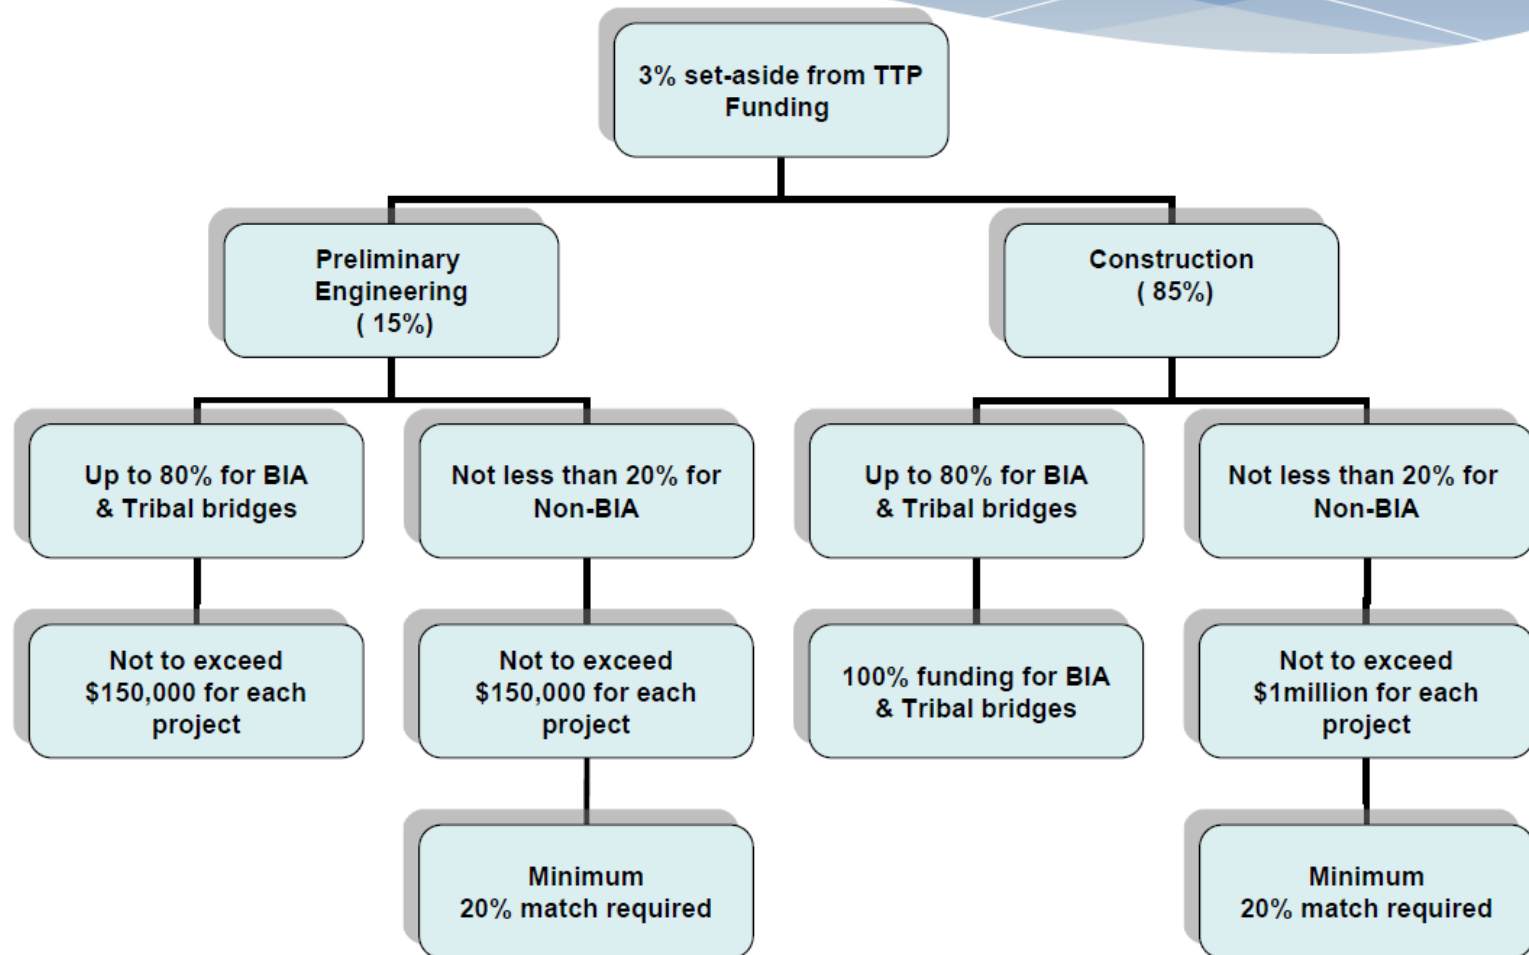 3% set-aside from TTP
Funding
Preliminary
Engineering
( 15%)
Construction
( 85%)
Up to 80% for BIA
& Tribal bridges
Not less than 20% for
Non-BIA
Up to 80% for BIA
& Tribal bridges
Not less than 20% for
Non-BIA
Not to exceed
$150,000 for each
project
Not to exceed
$150,000 for each
project
100% funding for BIA
& Tribal bridges
Not to exceed
$1million for each
project
Minimum
20% match required
Minimum
20% match required